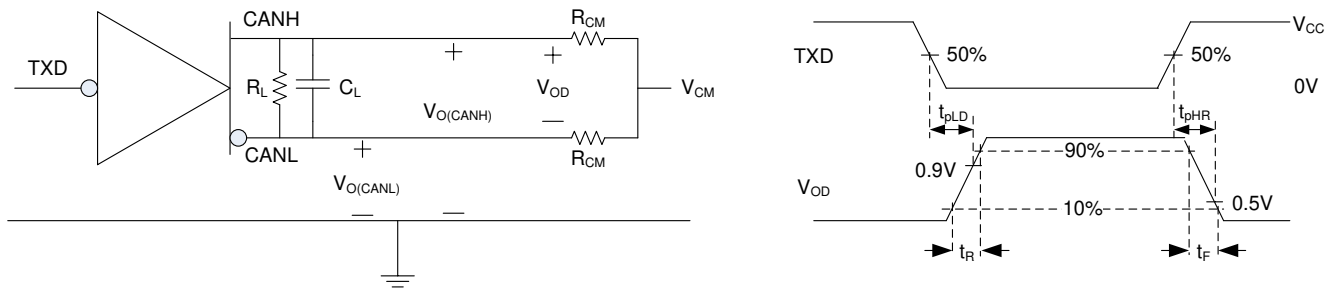 CANH
R_CM
TXD
R_L
C_L
V_OD
V_CM
V_O(CANH)
CANL
R_CM
V_O(CANL)
TXD
50%
50%
V_CC
0V
t_pLD
t_pHR
90%
0.9V
V_OD
10%
0.5V
t_R
t_F